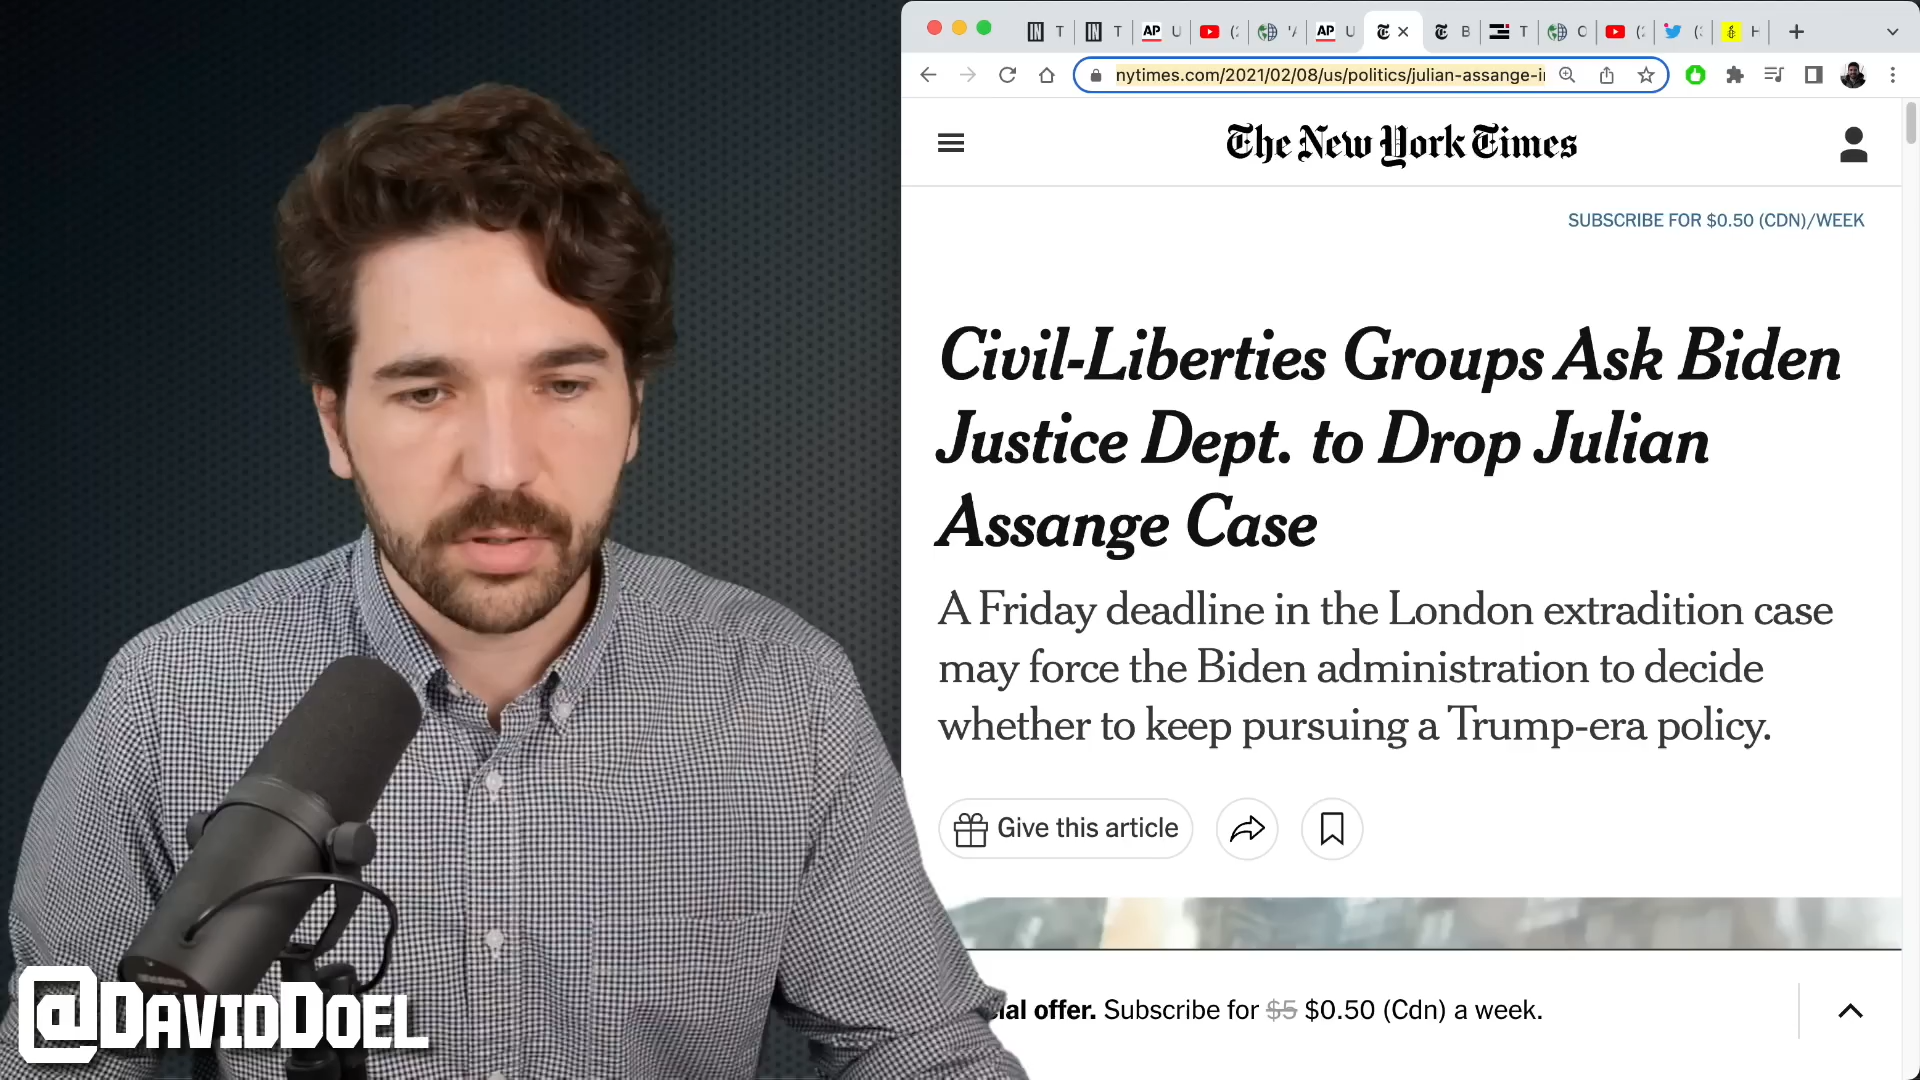 T
T
AP U
(
'/
AP U
B
T
C
(
(
H
nytimes.com/2021/02/08/us/politics/julian-assange-i
The New York Times
SUBSCRIBE FOR $0.50 (CDN)/WEEK
Civil-Liberties Groups Ask Biden
Justice Dept. to Drop Julian
Assange Case
A Friday deadline in the London extradition case
may force the Biden administration to decide
whether to keep pursuing a Trump-era policy.
Give this article
ial offer. Subscribe for $5 $0.50 (Cdn) a week.
@DAVIDDOEL